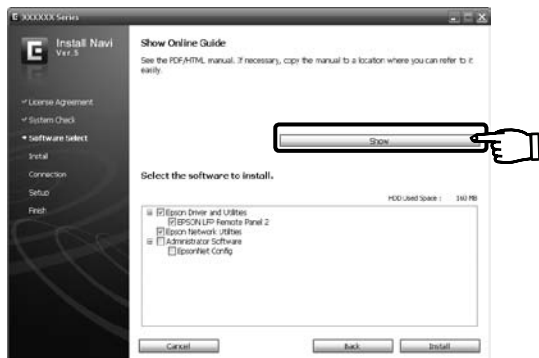 XXXXXX Series
E
Install Navi
Ver.5
License Agreement
System Check
Software Select
Install
Connection
Setup
Finish
Show Online Guide
See the PDF/HTML manual. If necessary, copy the manual to a location where you can refer to it
easily.
Show
Select the software to install.
HDD Used Space : 160 MB
Epson Driver and Utilities
EPSON LFP Remote Panel 2
Epson Network Utilities
Administrator Software
EpsonNet Config
Cancel
Back
Install